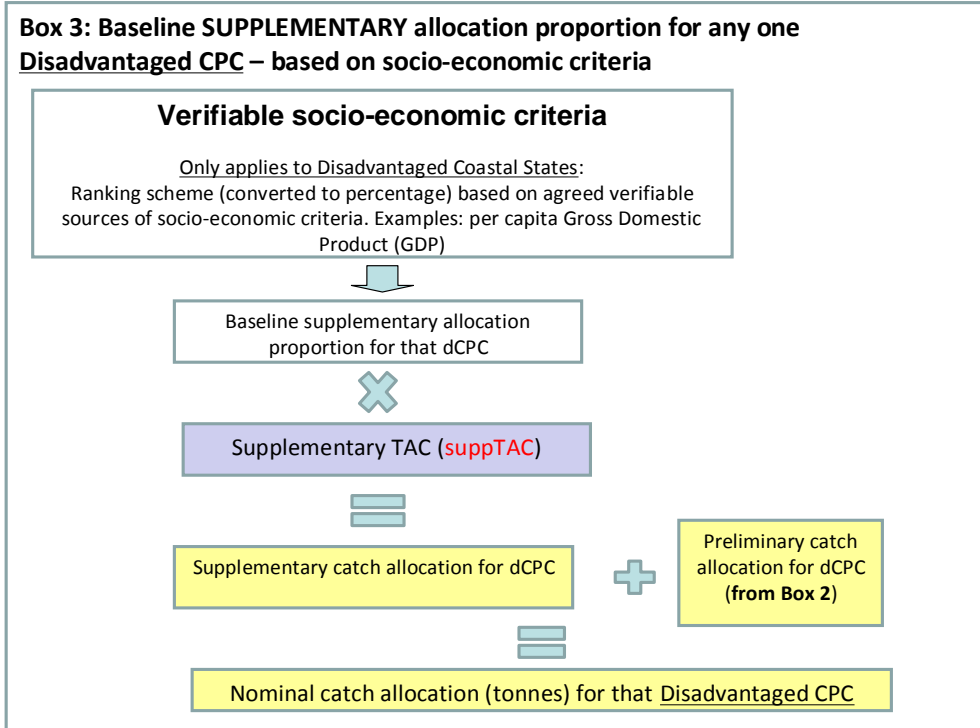 Box 3: Baseline SUPPLEMENTARY allocation proportion for any one
Disadvantaged CPC – based on socio-economic criteria
Verifiable socio-economic criteria
Only applies to Disadvantaged Coastal States:
Ranking scheme (converted to percentage) based on agreed verifiable
sources of socio-economic criteria. Examples: per capita Gross Domestic
Product (GDP)
Baseline supplementary allocation
proportion for that dCPC
Supplementary TAC (suppTAC)
Supplementary catch allocation for dCPC
Preliminary catch
allocation for dCPC
(from Box 2)
Nominal catch allocation (tonnes) for that Disadvantaged CPC